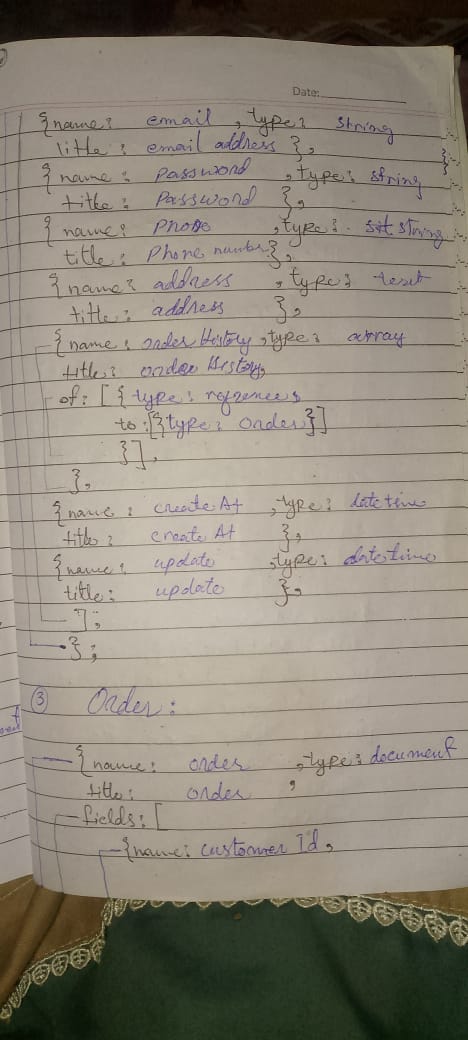 Date:
{name: email , type: string
title: email address },
{name: Password , type: string
title: Password },
{name: Phone , type: string
title: Phone number},
{name: address , type: text
title: address },
{name: order History , type: array
title: order History,
of: [ { type: reference,
to:[{type: Order}]
}],
},
{name: create At , type: datetime
title: create At },
{name: update , type: datetime
title: update },
];
};
③ Order:
{name: order , type: document
title: order ,
fields: [
{name: customer Id,